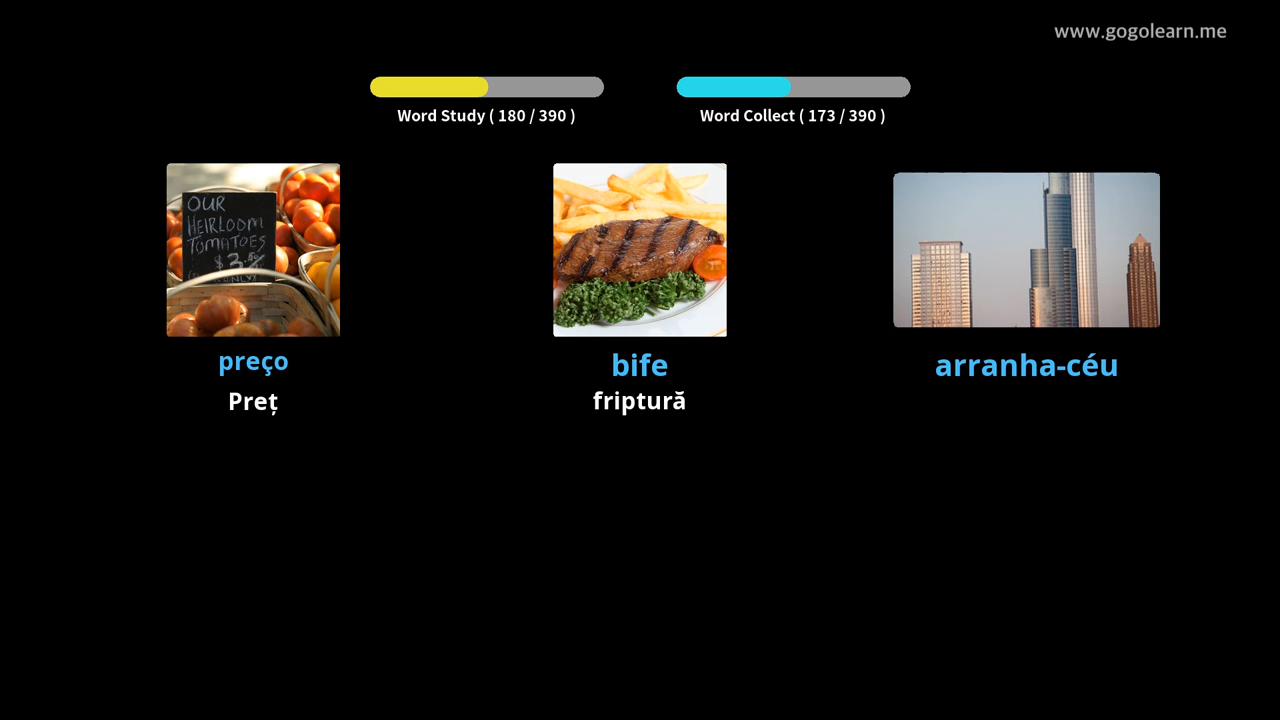 www.gogolearn.me
Word Study ( 180 / 390 )
Word Collect ( 173 / 390 )
OUR
HEIRLOOM
TOMATOES
preço
Preț
bife
friptură
arranha-céu